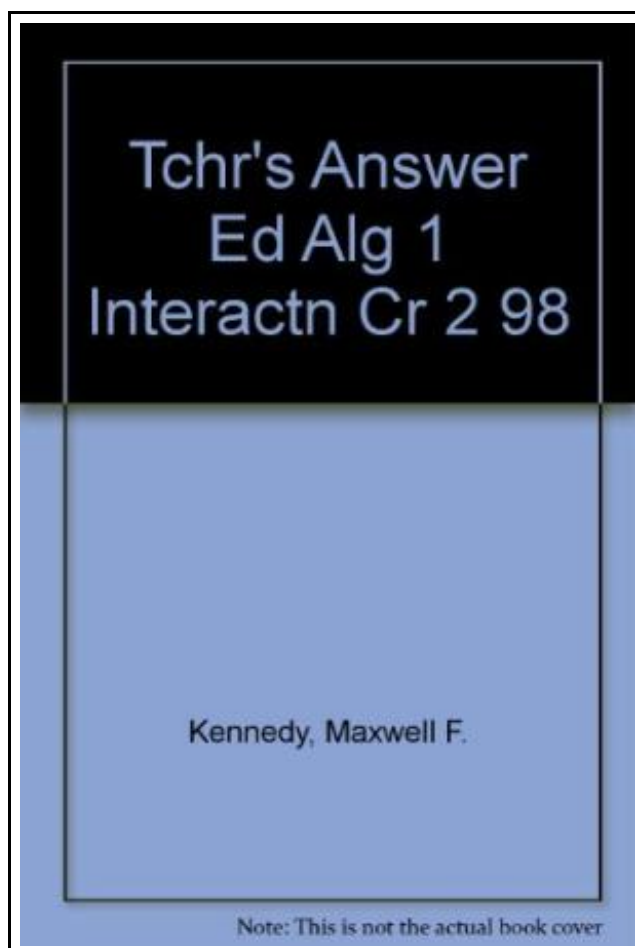 Tchr's Answer
Ed Alg 1
Interactn Cr 2 98
Kennedy, Maxwell F.
Note: This is not the actual book cover